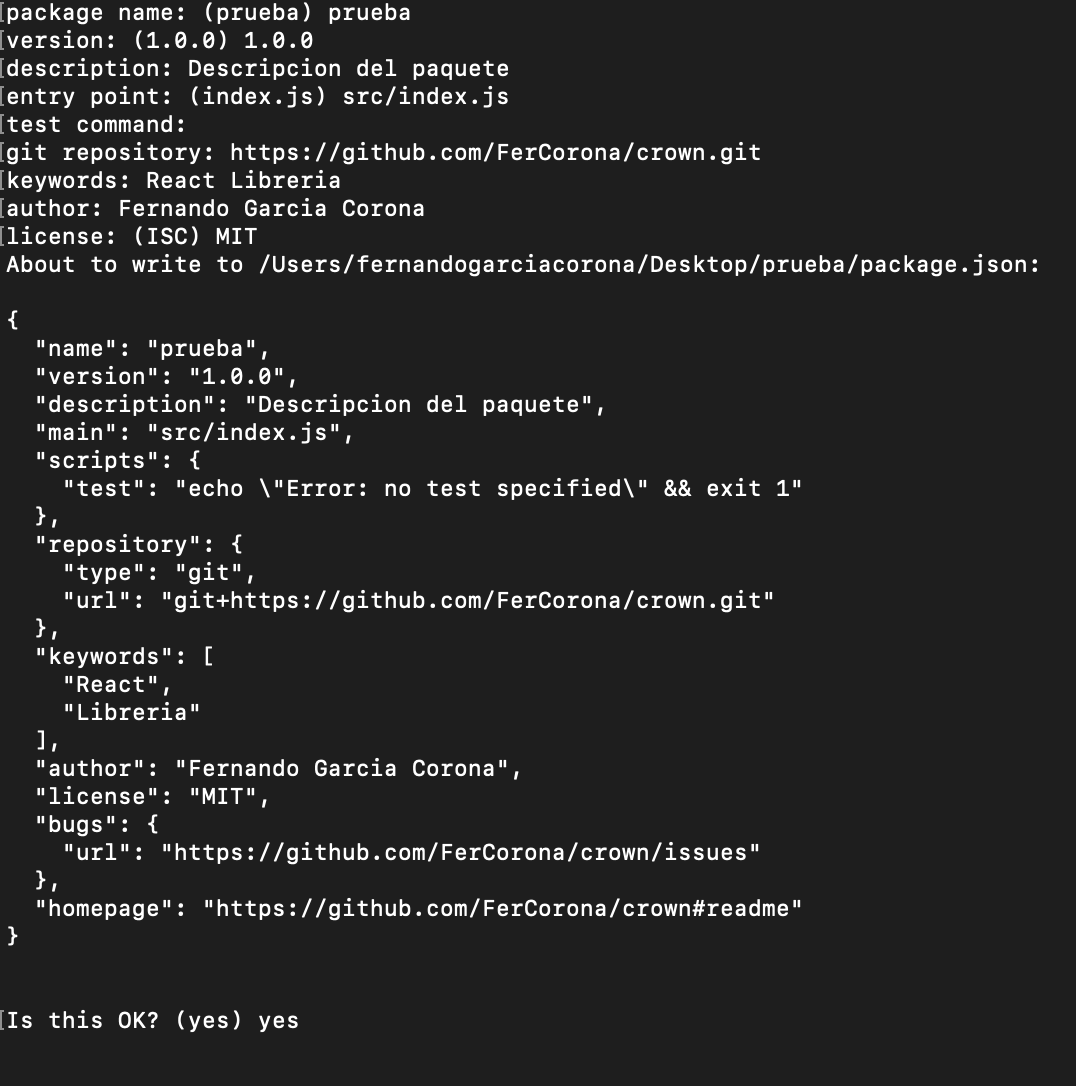 package name: (prueba) prueba
version: (1.0.0) 1.0.0
description: Descripcion del paquete
entry point: (index.js) src/index.js
test command:
git repository: https://github.com/FerCorona/crown.git
keywords: React Libreria
author: Fernando Garcia Corona
license: (ISC) MIT
About to write to /Users/fernandogarciacorona/Desktop/prueba/package.json:
{
  "name": "prueba",
  "version": "1.0.0",
  "description": "Descripcion del paquete",
  "main": "src/index.js",
  "scripts": {
    "test": "echo \"Error: no test specified\" && exit 1"
  },
  "repository": {
    "type": "git",
    "url": "git+https://github.com/FerCorona/crown.git"
  },
  "keywords": [
    "React",
    "Libreria"
  ],
  "author": "Fernando Garcia Corona",
  "license": "MIT",
  "bugs": {
    "url": "https://github.com/FerCorona/crown/issues"
  },
  "homepage": "https://github.com/FerCorona/crown#readme"
}
Is this OK? (yes) yes